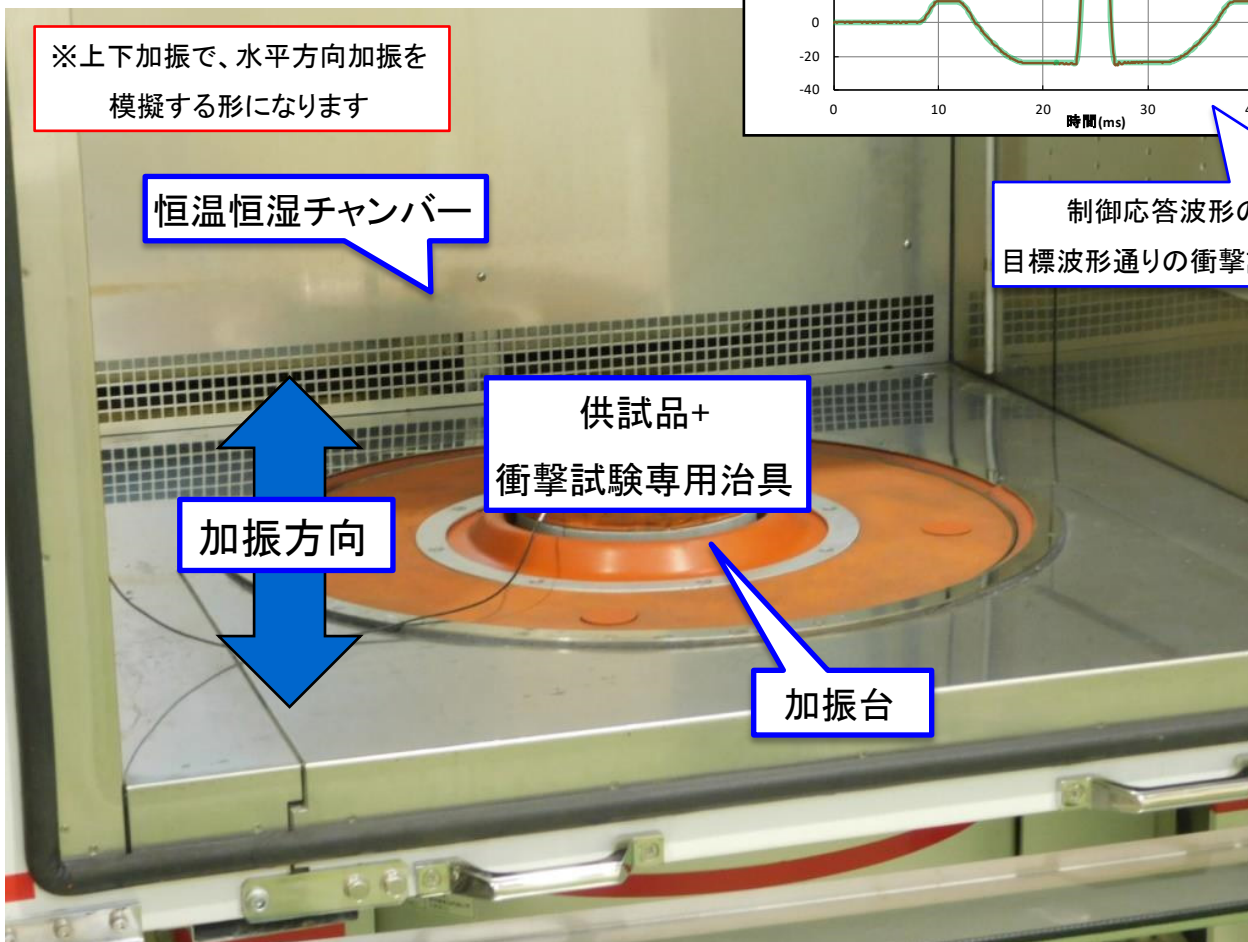 0
-20
-40
0 10 20 30
時間(ms)
※上下加振で、水平方向加振を
模擬する形になります
恒温恒湿チャンバー
制御応答波形の
目標波形通りの衝撃
供試品+
衝撃試験専用治具
加振方向
加振台